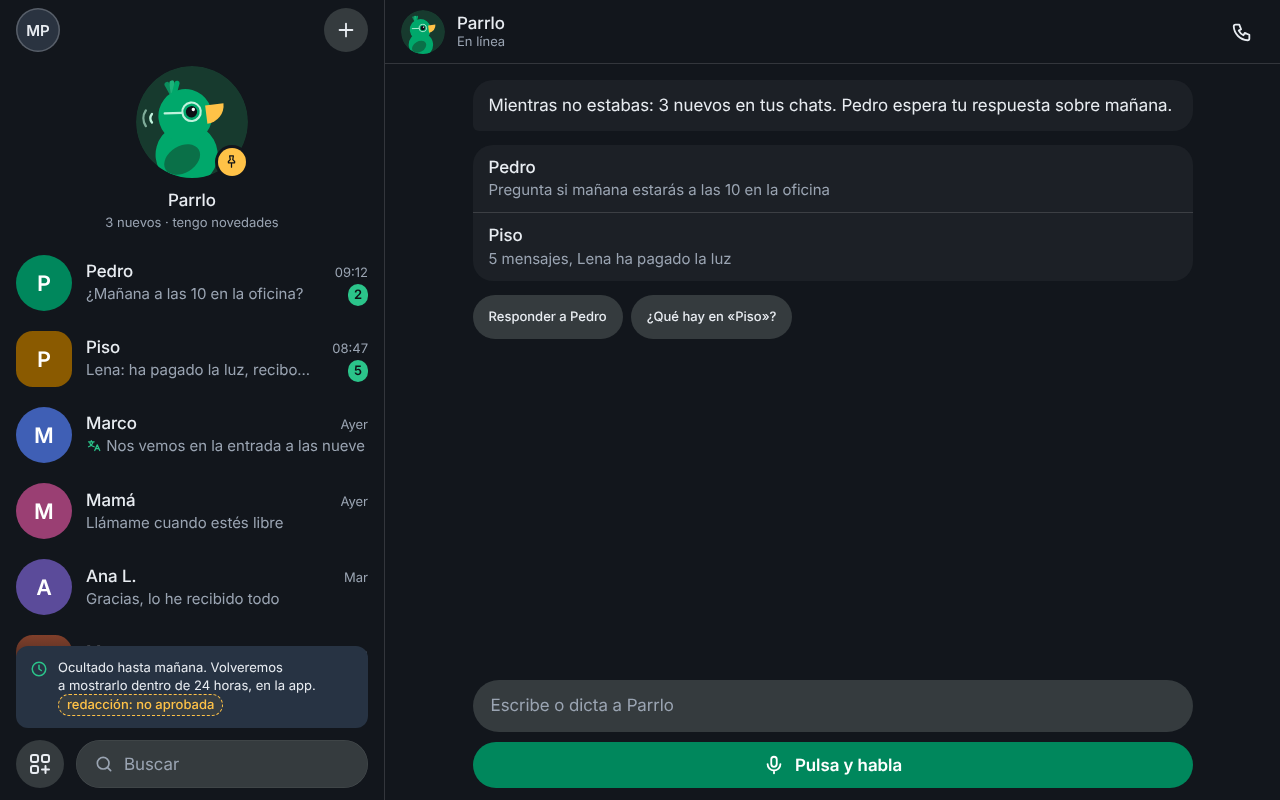 MP
Parrlo
3 nuevos · tengo novedades
P
Pedro
09:12
¿Mañana a las 10 en la oficina?
2
P
Piso
08:47
Lena: ha pagado la luz, recibo...
5
M
Marco
Ayer
Nos vemos en la entrada a las nueve
M
Mamá
Ayer
Llámame cuando estés libre
A
Ana L.
Mar
Gracias, lo he recibido todo
Ocultado hasta mañana. Volveremos
a mostrarlo dentro de 24 horas, en la app.
redacción: no aprobada
Buscar
Parrlo
En línea
Mientras no estabas: 3 nuevos en tus chats. Pedro espera tu respuesta sobre mañana.
Pedro
Pregunta si mañana estarás a las 10 en la oficina
Piso
5 mensajes, Lena ha pagado la luz
Responder a Pedro
¿Qué hay en «Piso»?
Escribe o dicta a Parrlo
Pulsa y habla